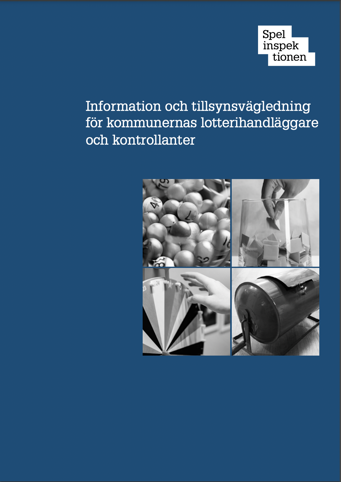 Spel
inspek
tionen
Information och tillsynsvägledning
för kommunernas lotterihandläggare
och kontrollanter